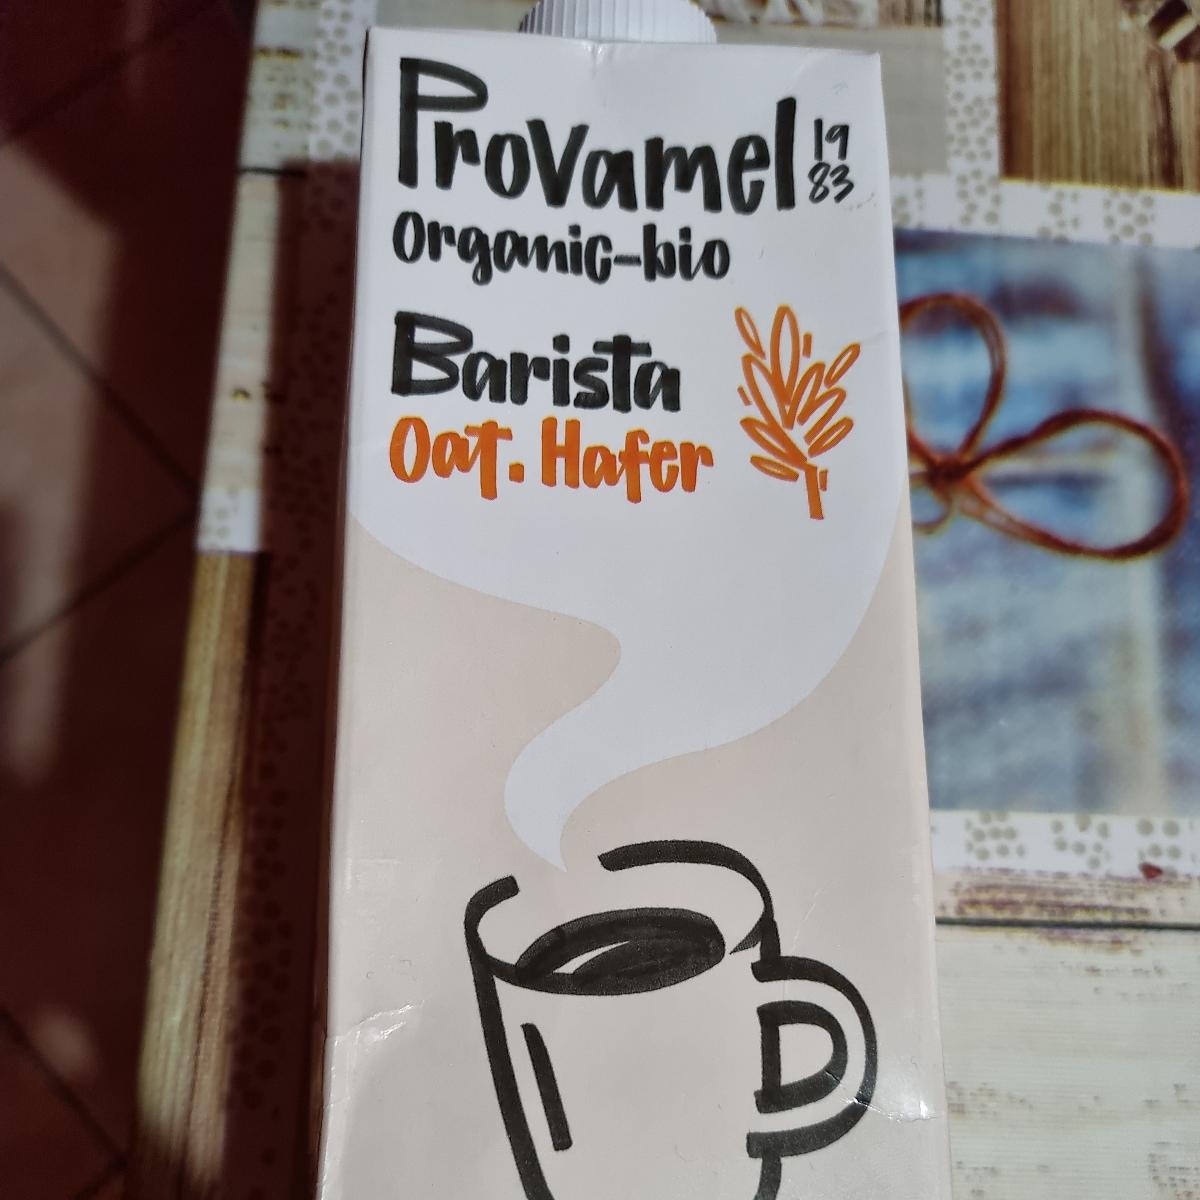 Provamel 19
83
Organic-bio
Barista
Oat. Hafer